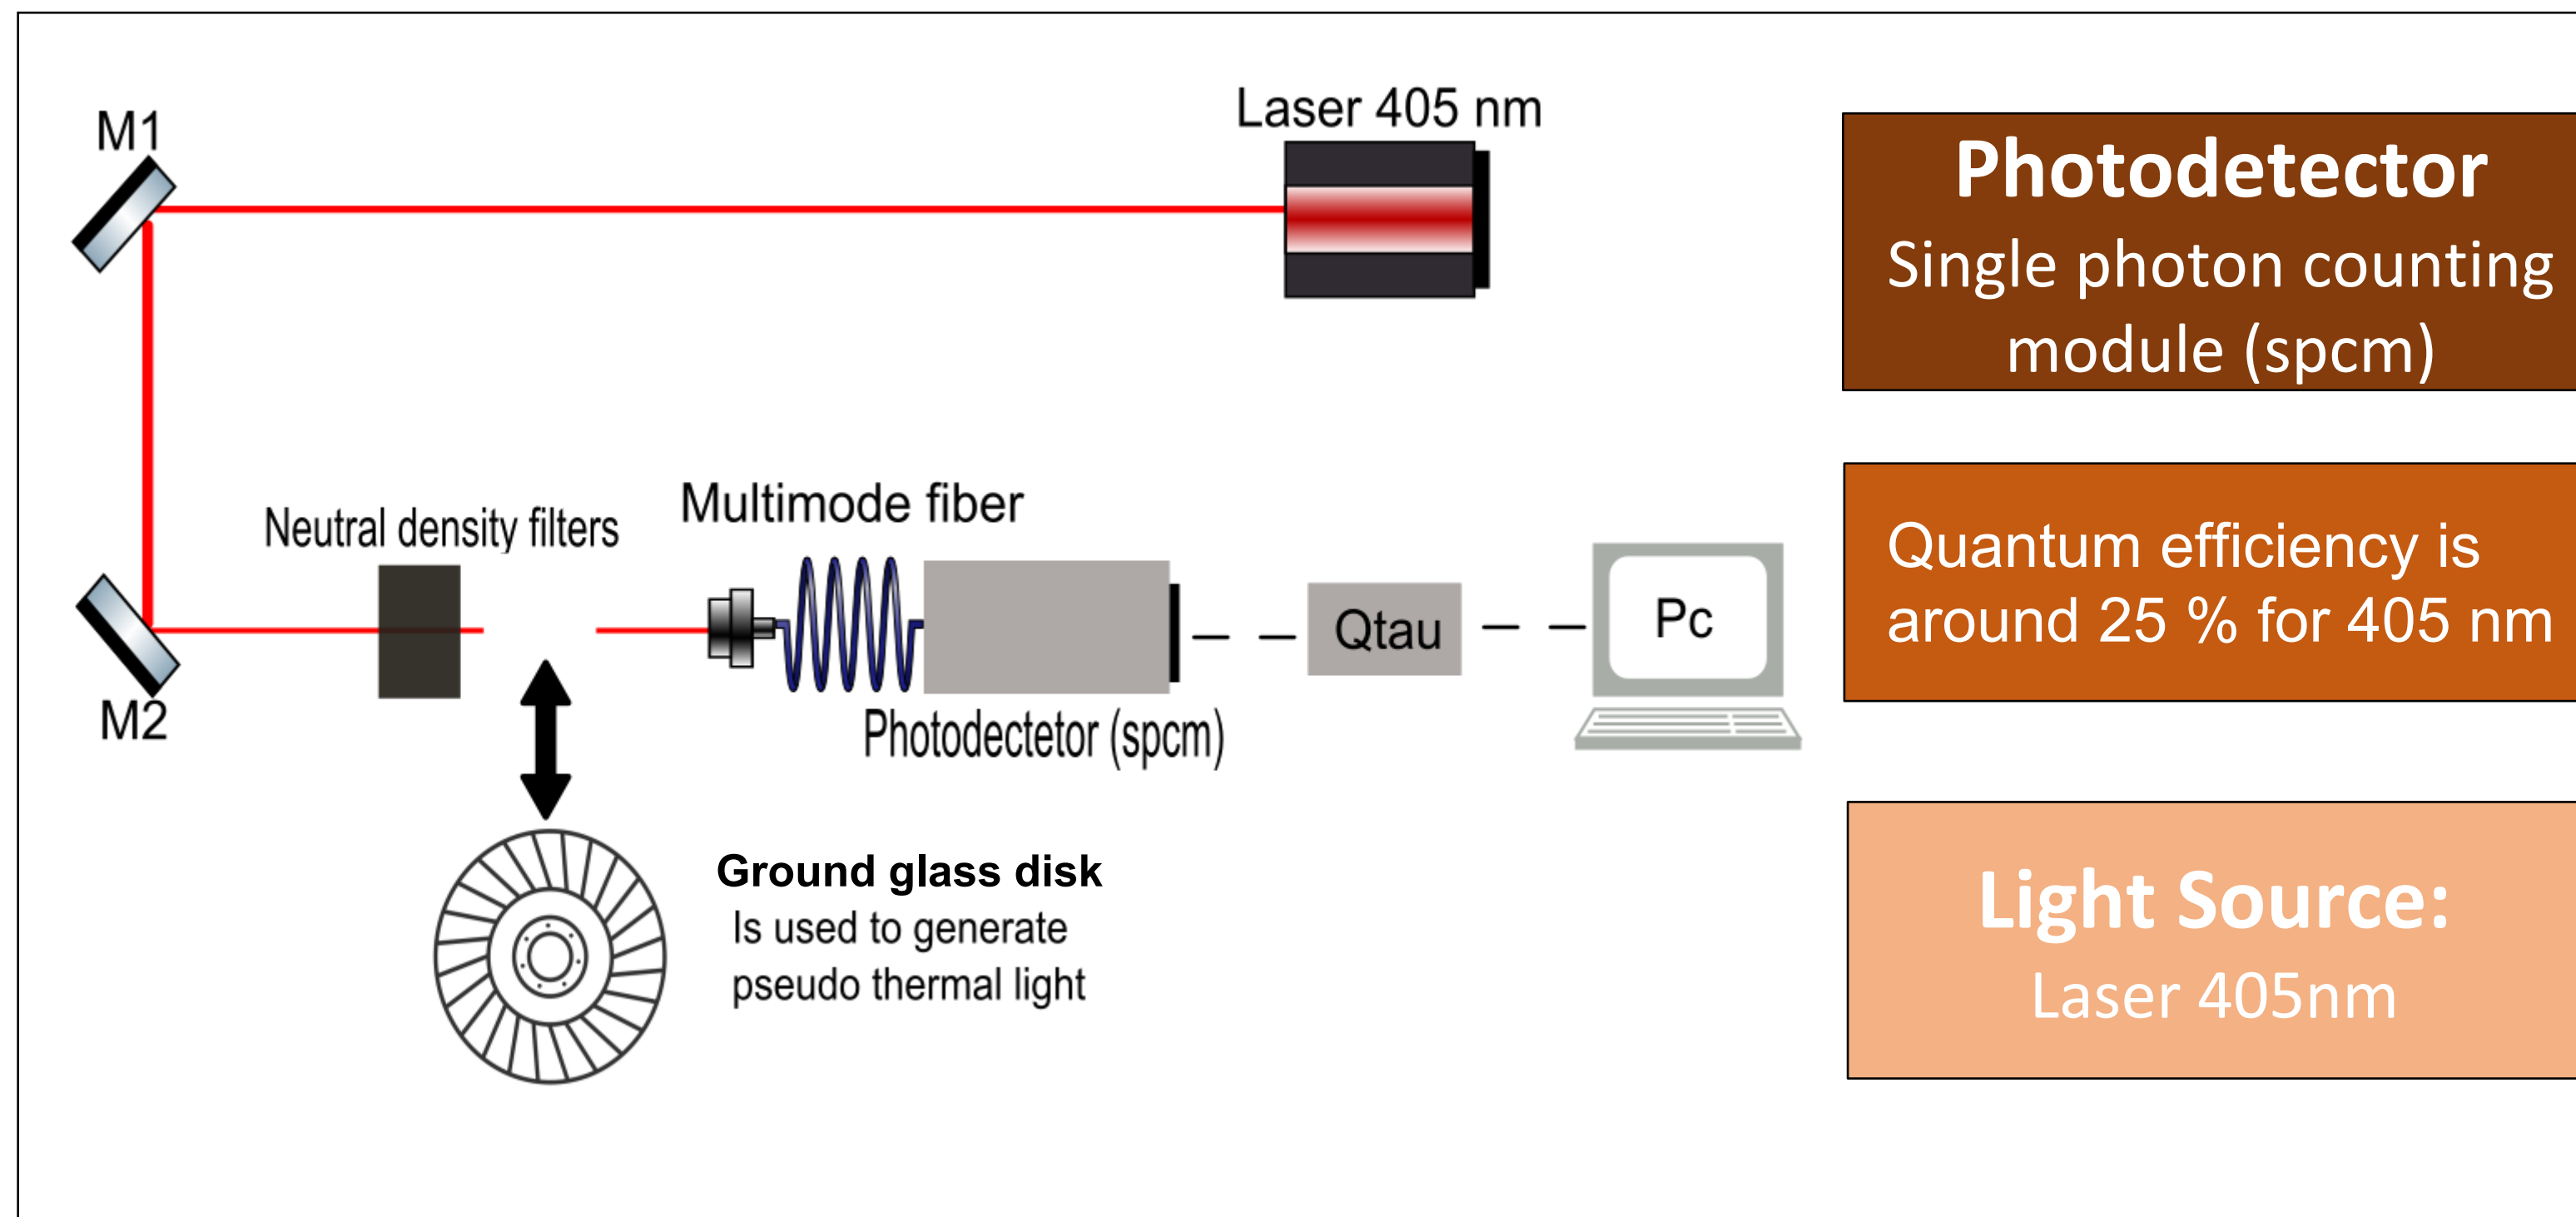 M1
Laser 405 nm
Photodetector
Single photon counting
module (spcm)
Neutral density filters
Multimode fiber
Qtau
Pc
Quantum efficiency is
around 25 % for 405 nm
M2
Photodectetor (spcm)
Ground glass disk
Is used to generate
pseudo thermal light
Light Source:
Laser 405nm